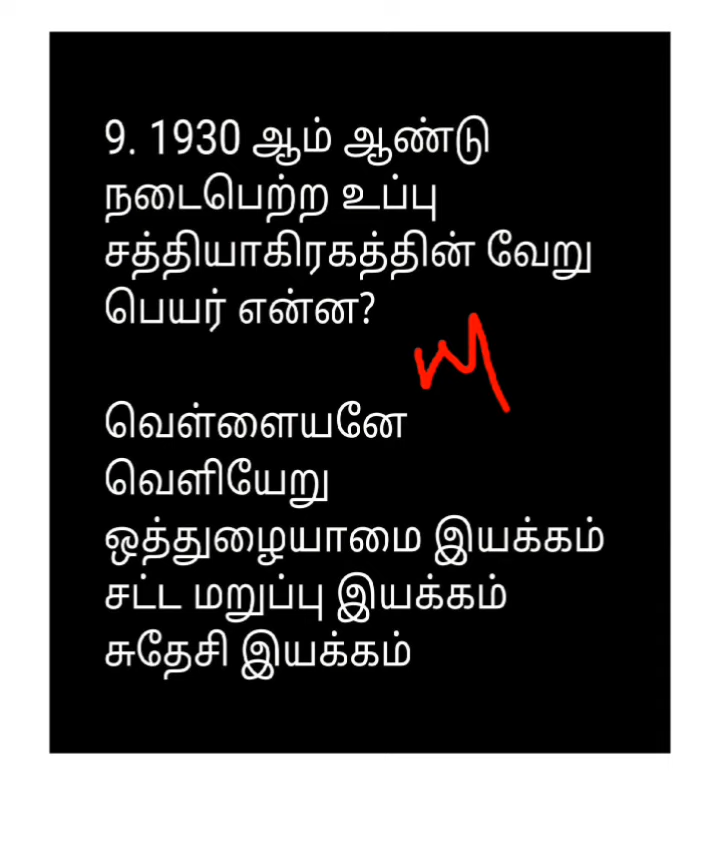 9. 1930 ஆம் ஆண்டு
நடைபெற்ற உப்பு
சத்தியாகிரகத்தின் வேறு
பெயர் என்ன?
வெள்ளையனே
வெளியேறு
ஒத்துழையாமை இயக்கம்
சட்ட மறுப்பு இயக்கம்
சுதேசி இயக்கம்